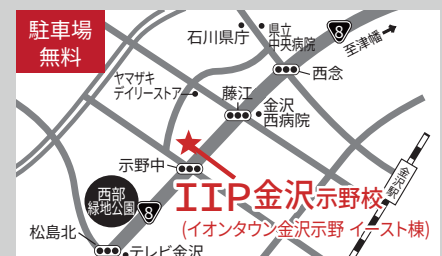 駐車場
無料
石川県庁
県立
中央病院
8
至津幡
西念
ヤマザキ
デイリーストア
藤江
金沢
西病院
金沢駅
示野中
IIP金沢示野校
(イオンタウン金沢示野 イースト棟)
西部
緑地公園
8
松島北
テレビ金沢